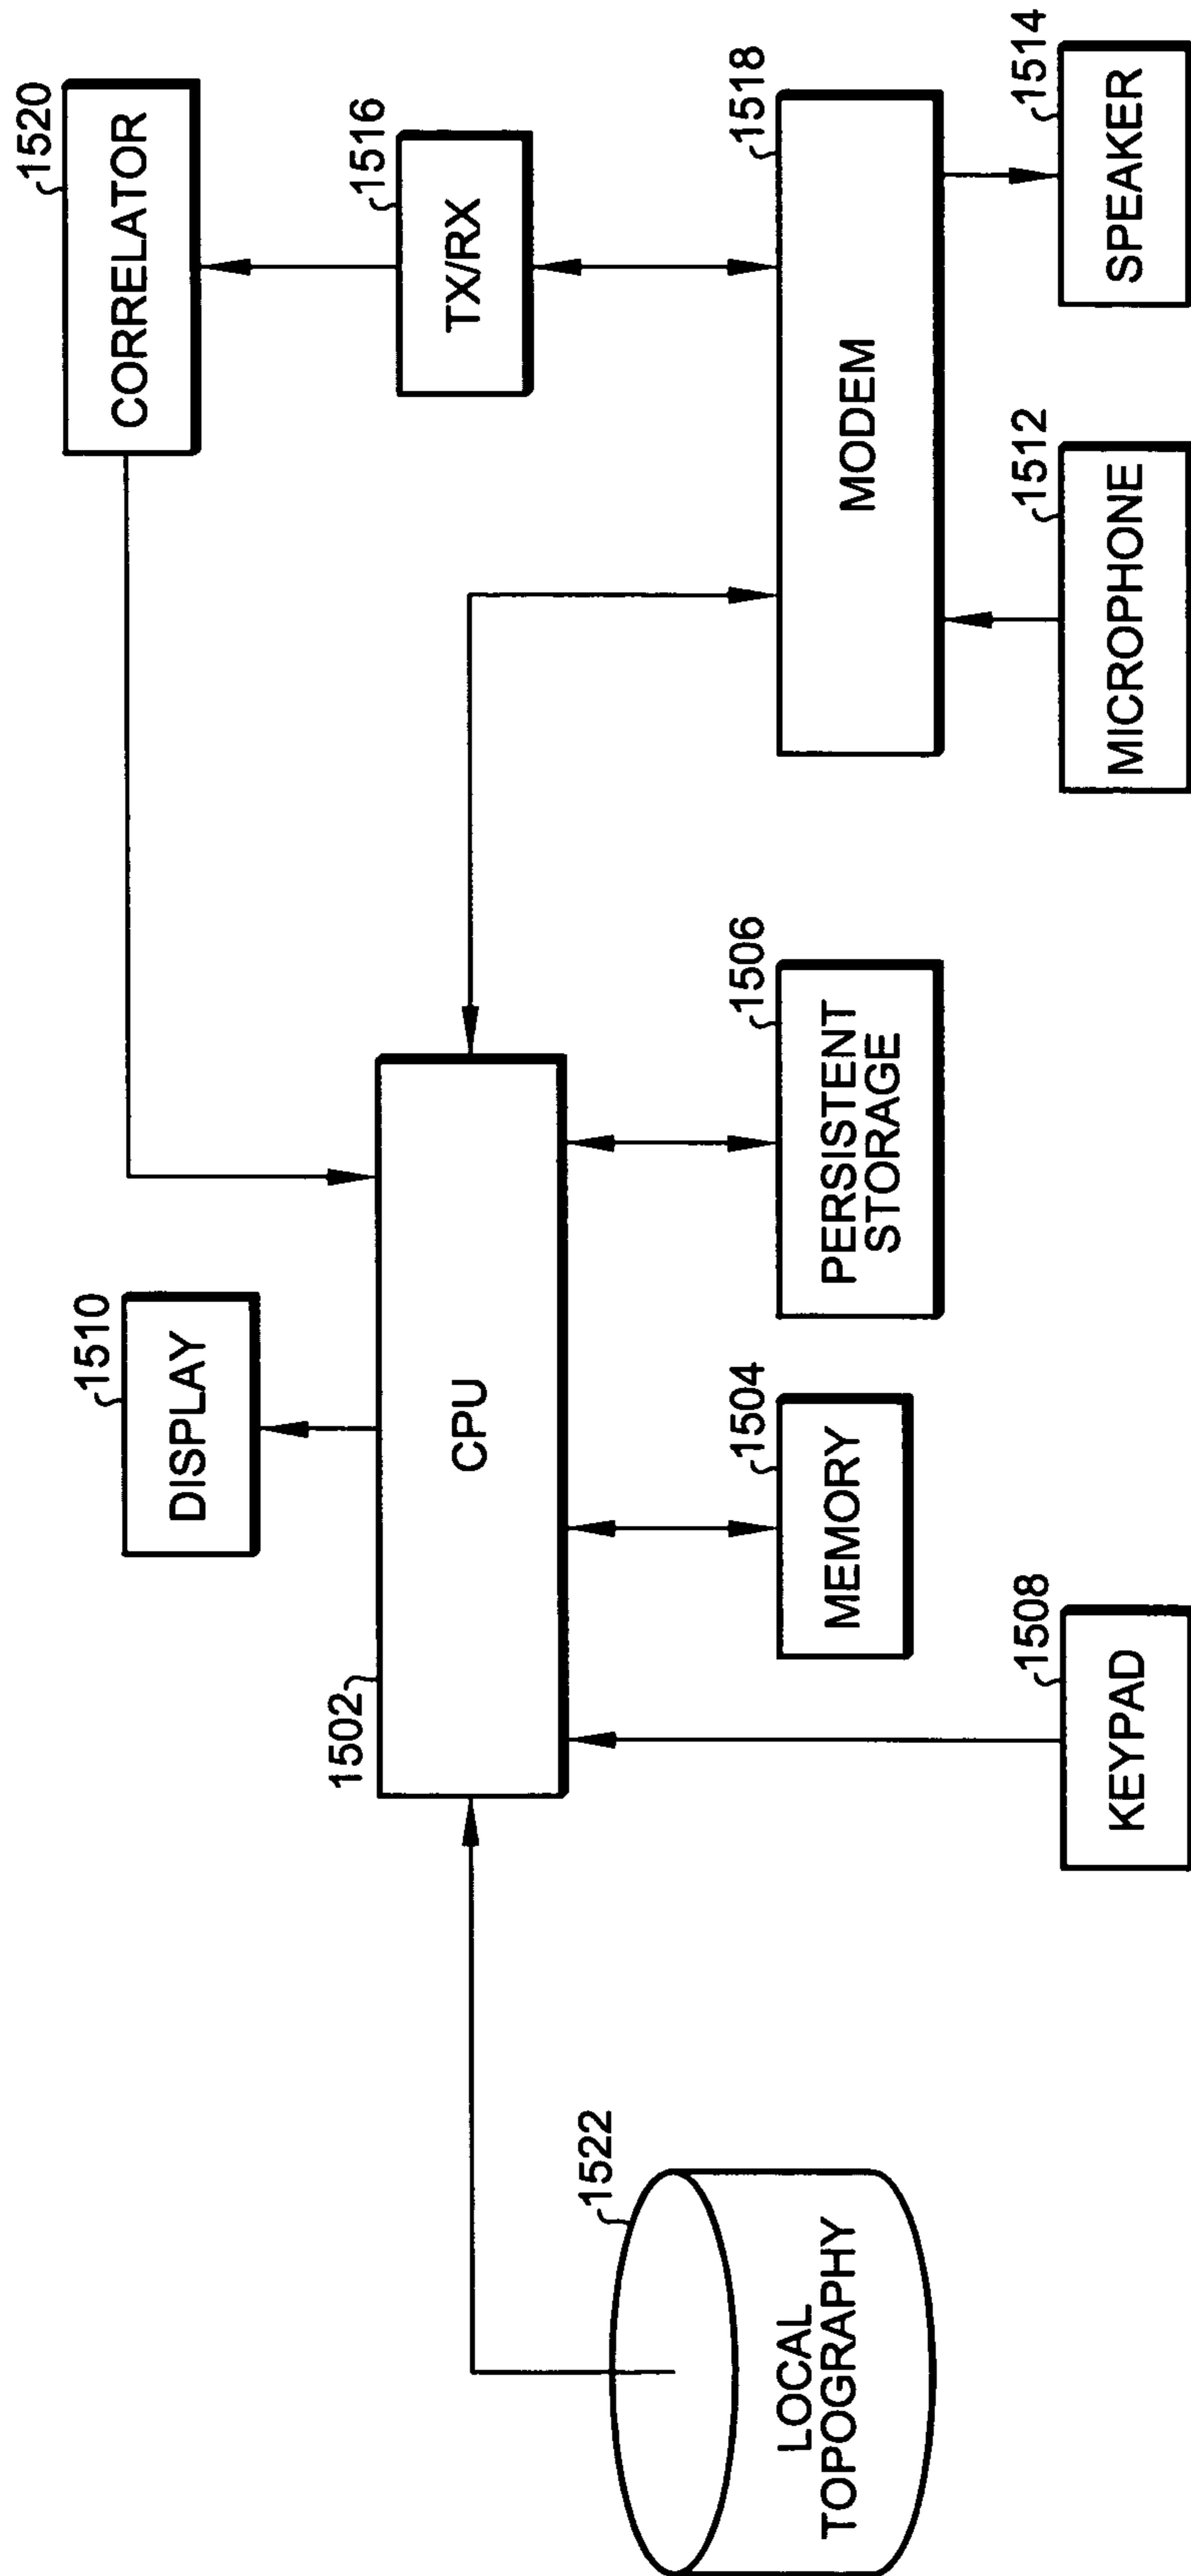 1520
CORRELATOR
1510
DISPLAY
1516
TX/RX
1502
CPU
1522
LOCAL
TOPOGRAPHY
1504
MEMORY
1506
PERSISTENT
STORAGE
1518
MODEM
1508
KEYPAD
1512
MICROPHONE
1514
SPEAKER